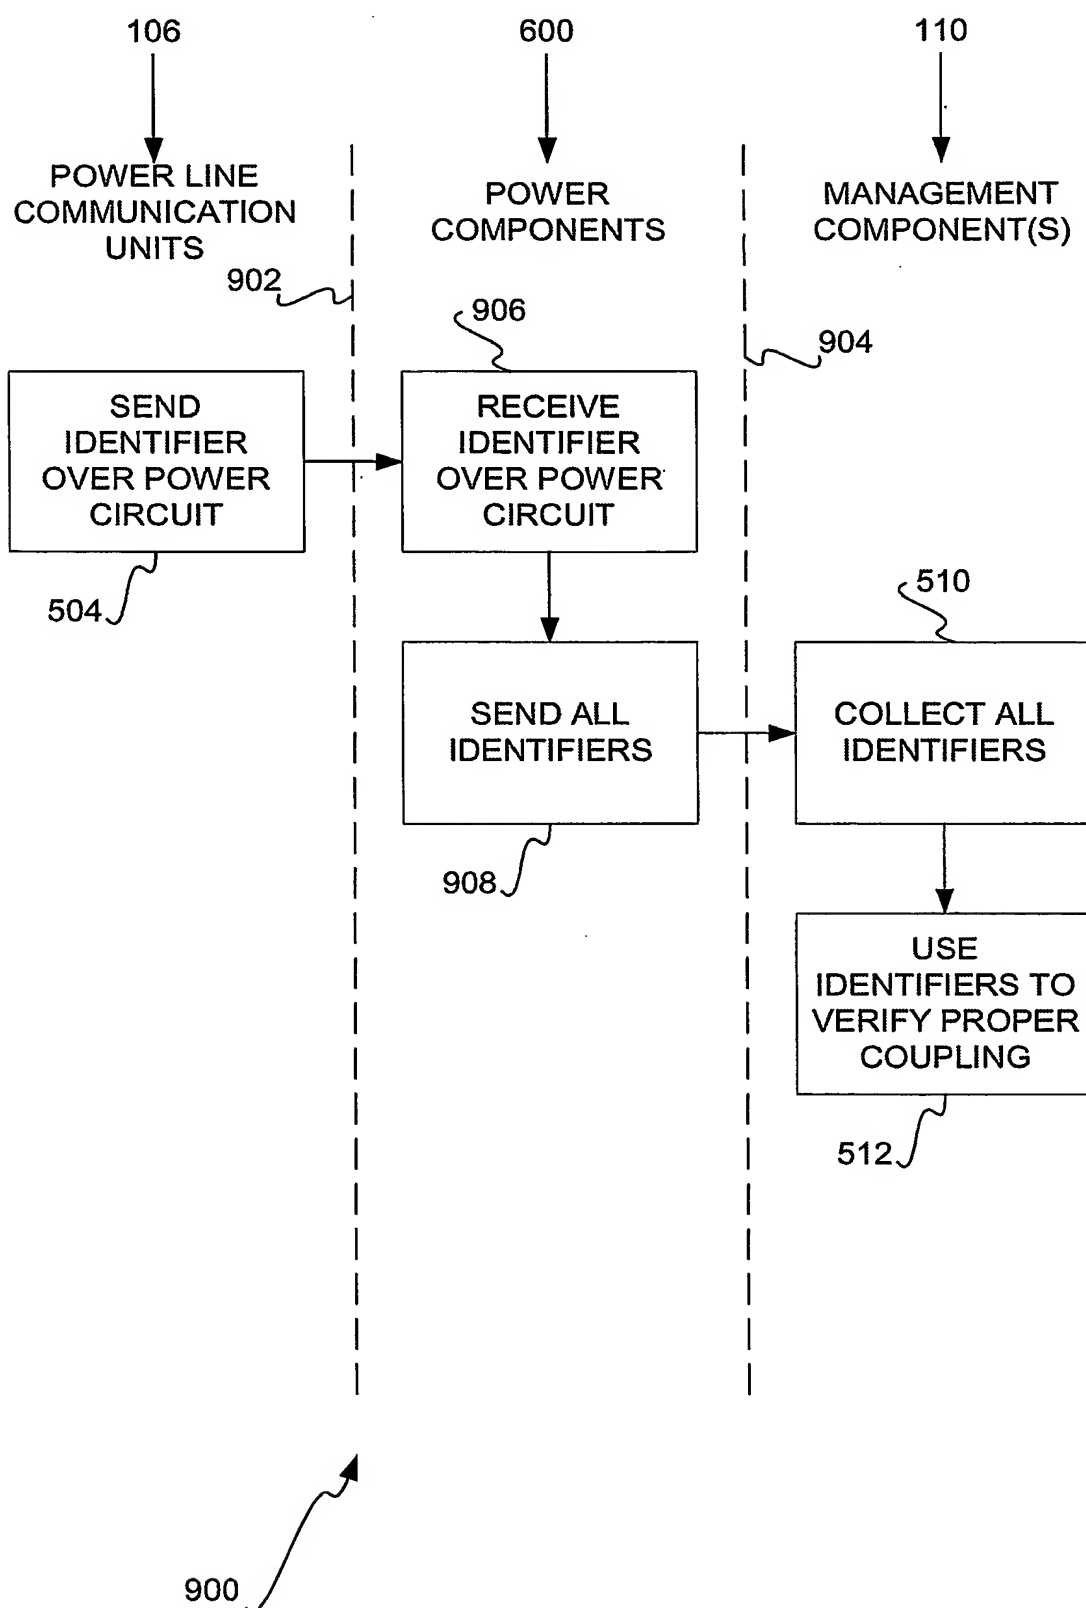 106
600
110
POWER LINE
COMMUNICATION
UNITS
POWER
COMPONENTS
MANAGEMENT
COMPONENT(S)
902
906
904
SEND
IDENTIFIER
OVER POWER
CIRCUIT
RECEIVE
IDENTIFIER
OVER POWER
CIRCUIT
504
510
SEND ALL
IDENTIFIERS
COLLECT ALL
IDENTIFIERS
908
USE
IDENTIFIERS TO
VERIFY PROPER
COUPLING
512
900